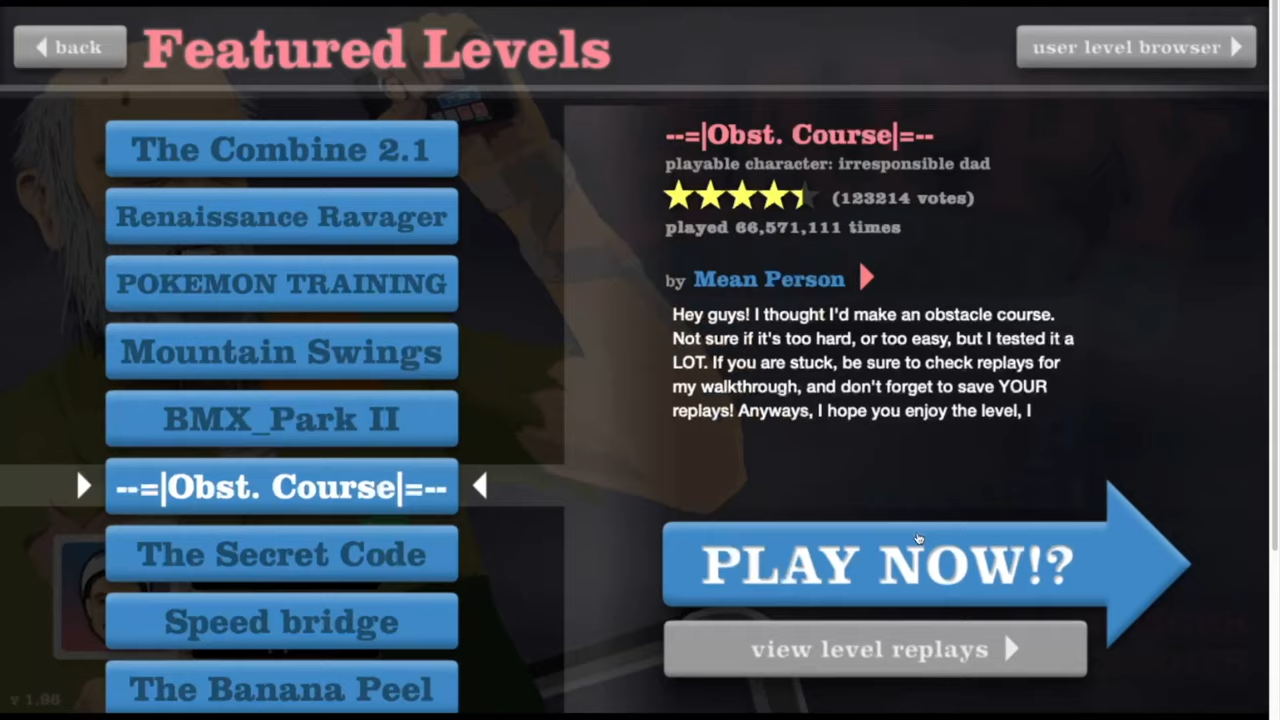 back
Featured Levels
user level browser
The Combine 2.1
Renaissance Ravager
POKEMON TRAINING
Mountain Swings
BMX_Park II
--=|Obst. Course|=--
The Secret Code
Speed bridge
The Banana Peel
--=|Obst. Course|=--
playable character: irresponsible dad
(123214 votes)
played 66,571,111 times
by Mean Person
Hey guys! I thought I'd make an obstacle course.
Not sure if it's too hard, or too easy, but I tested it a
LOT. If you are stuck, be sure to check replays for
my walkthrough, and don't forget to save YOUR
replays! Anyways, I hope you enjoy the level, I
PLAY NOW!?
view level replays
v 1.96